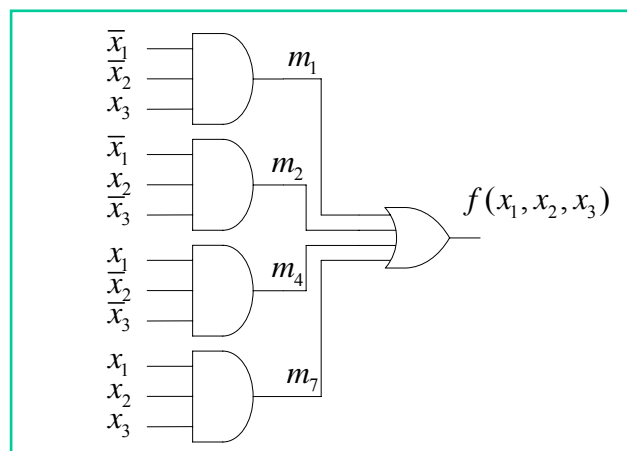 x̅₁
x̅₂
x₃
m₁
x̅₁
x₂
x̅₃
m₂
x₁
x̅₂
x̅₃
m₄
x₁
x₂
x₃
m₇
f(x₁, x₂, x₃)